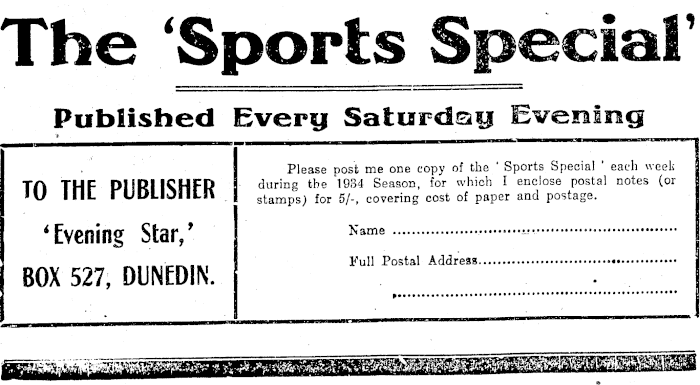 The 'Sports Special'
Published Every Saturday Evening
TO THE PUBLISHER
'Evening Star,'
BOX 527, DUNEDIN.
Please post me one copy of the 'Sports Special' each week
during the 1934 Season, for which I enclose postal notes (or
stamps) for 5/-, covering cost of paper and postage.
Name ................................................
Full Postal Address................................
................................................